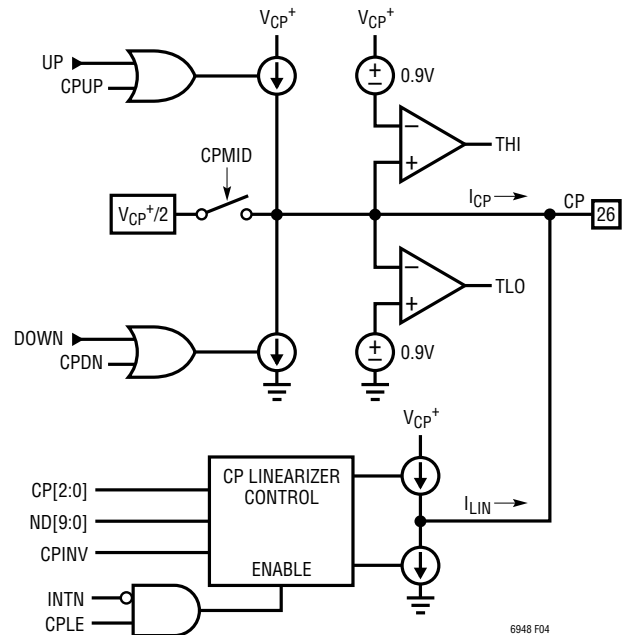 V_CP^+
V_CP^+
UP
CPUP
0.9V
+
−
−
+
THI
CPMID
V_CP^+/2
I_CP
CP
26
−
+
TLO
DOWN
CPDN
+
−
0.9V
V_CP^+
CP[2:0]
ND[9:0]
CPINV
CP LINEARIZER
CONTROL
ENABLE
I_LIN
INTN
CPLE
6948 F04